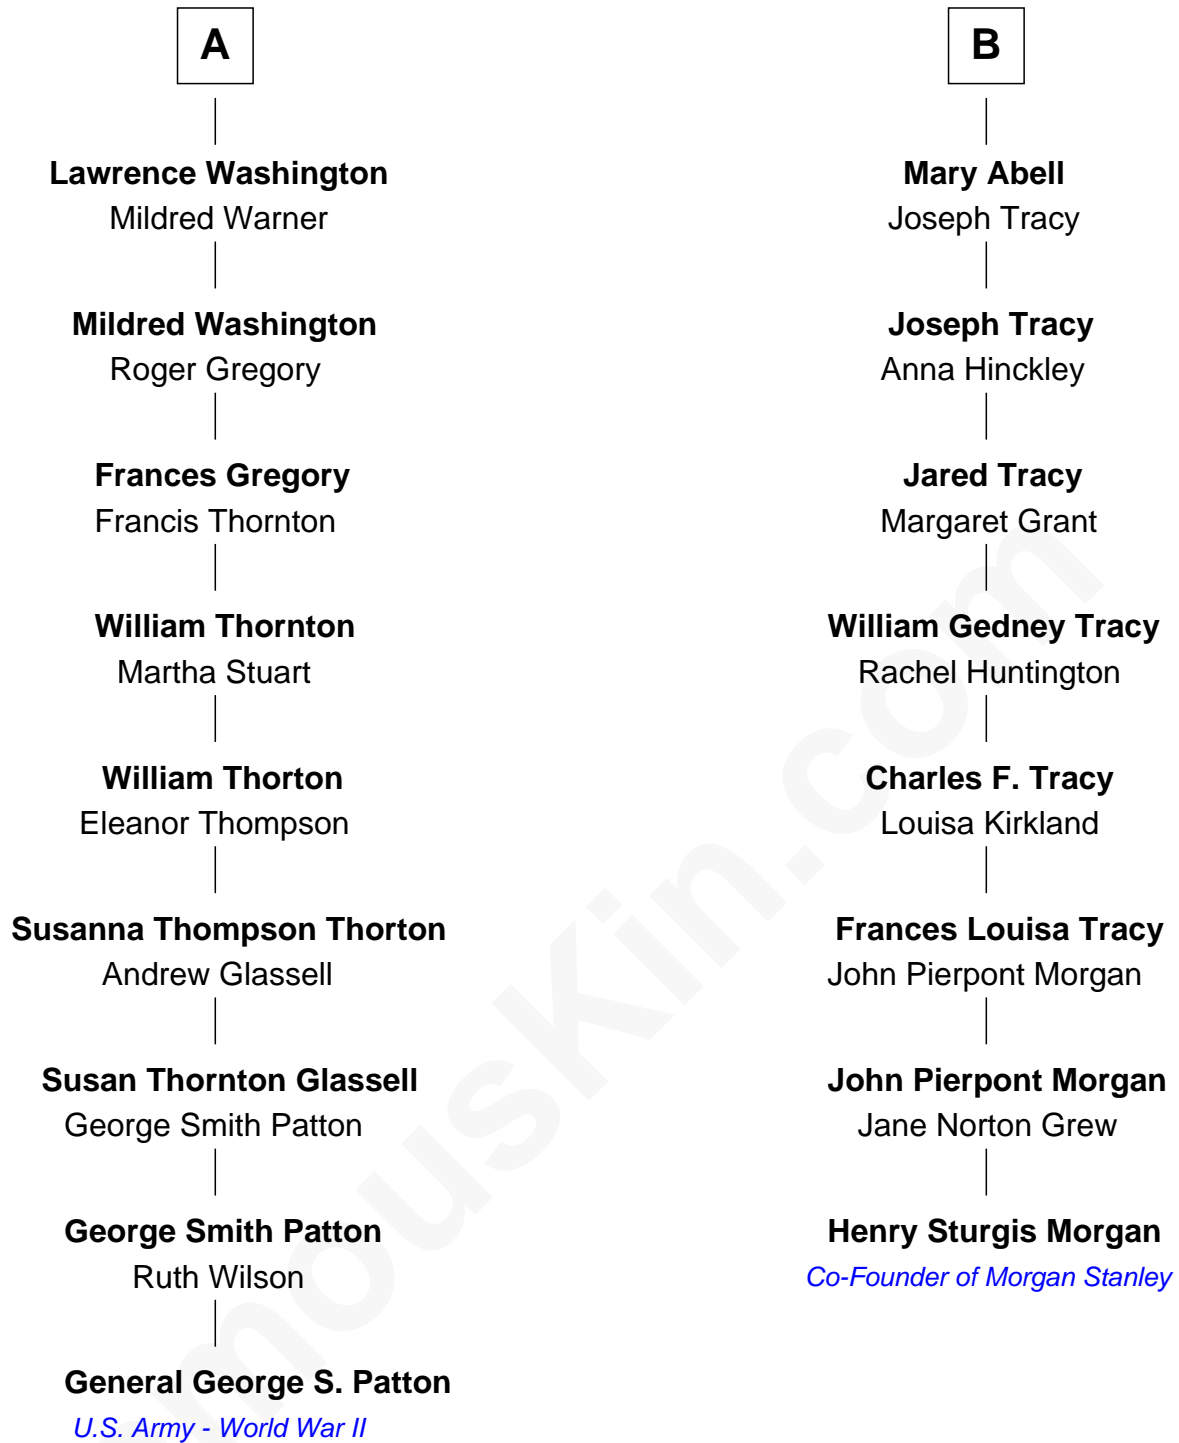 A
Lawrence Washington
Mildred Warner
Mildred Washington
Roger Gregory
Frances Gregory
Francis Thornton
William Thornton
Martha Stuart
William Thorton
Eleanor Thompson
Susanna Thompson Thorton
Andrew Glassell
Susan Thornton Glassell
George Smith Patton
George Smith Patton
Ruth Wilson
General George S. Patton
U.S. Army - World War II
B
Mary Abell
Joseph Tracy
Joseph Tracy
Anna Hinckley
Jared Tracy
Margaret Grant
William Gedney Tracy
Rachel Huntington
Charles F. Tracy
Louisa Kirkland
Frances Louisa Tracy
John Pierpont Morgan
John Pierpont Morgan
Jane Norton Grew
Henry Sturgis Morgan
Co-Founder of Morgan Stanley
mousKin.com